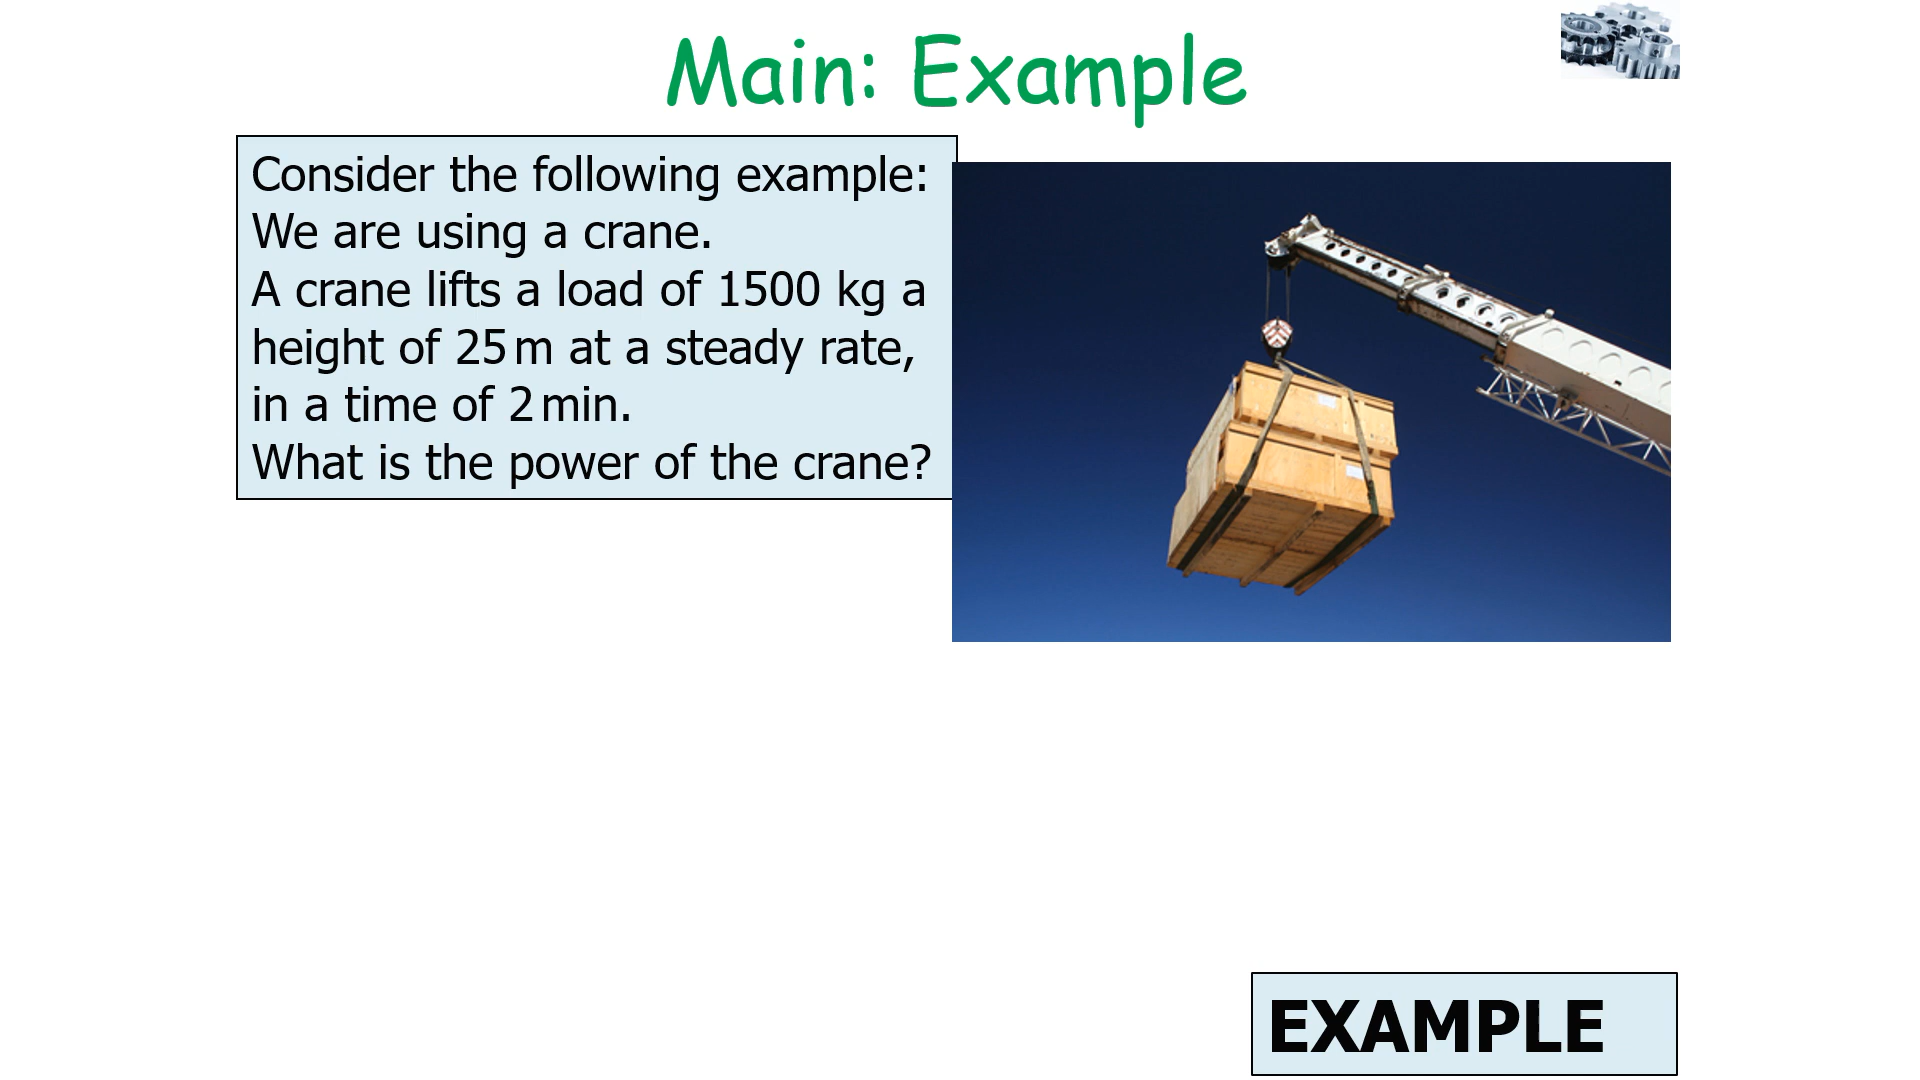 Main: Example
Consider the following example:
We are using a crane.
A crane lifts a load of 1500 kg a
height of 25 m at a steady rate,
in a time of 2 min.
What is the power of the crane?
EXAMPLE